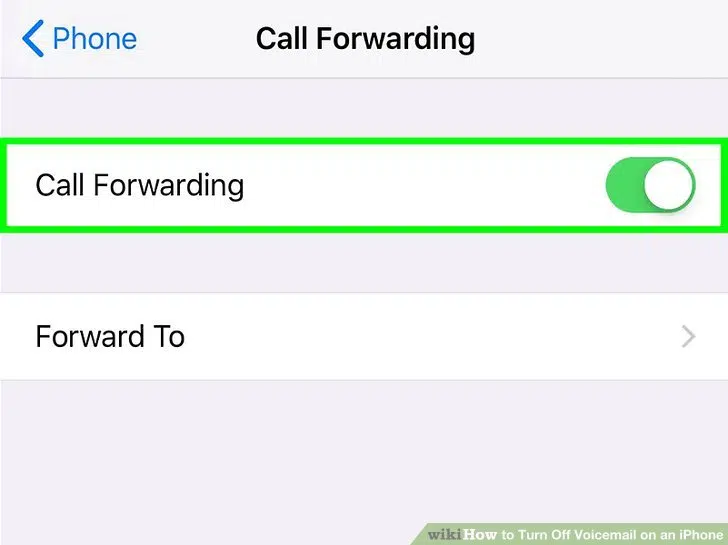 Phone
Call Forwarding
Call Forwarding
Forward To
wikiHow to Turn Off Voicemail on an iPhone